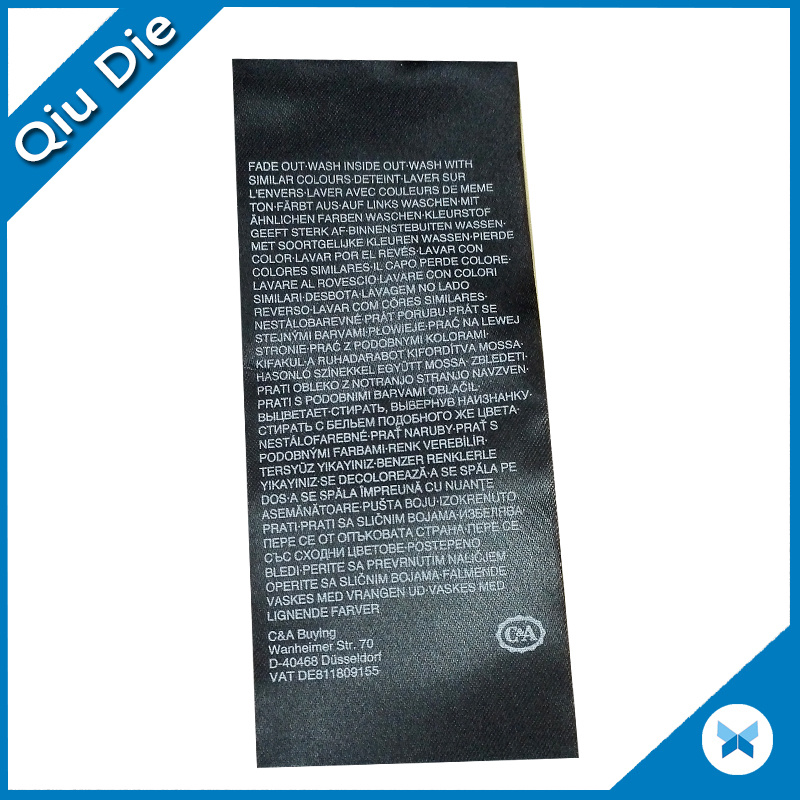 Qiu Die
FADE OUT·WASH INSIDE OUT·WASH WITH
SIMILAR COLOURS·DETEINT·LAVER SUR
L'ENVERS·LAVER AVEC COULEURS DE MEME
TON·FÄRBT AUS·AUF LINKS WASCHEN·MIT
ÄHNLICHEN FARBEN WASCHEN·KLEURSTOF
GEEFT STERK AF·BINNENSTEBUITEN WASSEN·
MET SOORTGELIJKE KLEUREN WASSEN·PIERDE
COLOR·LAVAR POR EL REVÉS·LAVAR CON
COLORES SIMILARES·IL CAPO PERDE COLORE·
LAVARE AL ROVESCIO·LAVARE CON COLORI
SIMILARI·DESBOTA·LAVAGEM NO LADO
REVERSO·LAVAR COM CÔRES SIMILARES·
NESTÁLOBAREVNÉ·PRÁT PORUBU·PRÁT SE
STEJNÝMI BARVAMI·PŁOWIEJE·PRAĆ NA LEWEJ
STRONIE·PRAĆ Z PODOBNYMI KOLORAMI·
KIFAKUL·A RUHADARABOT KIFORDÍTVA MOSSA·
HASONLÓ SZÍNEKKEL EGYÜTT MOSSA· ZBLEDETI·
PRATI OBLEKO Z NOTRANJO STRANJO NAVZVEN·
PRATI S PODOBNIMI BARVAMI OBLAČIL·
ВЫЦВЕТАЕТ·СТИРАТЬ, ВЫВЕРНУВ НАИЗНАНКУ·
СТИРАТЬ С БЕЛЬЕМ ПОДОБНОГО ЖЕ ЦВЕТА·
NESTÁLOFAREBNÉ·PRAŤ NARUBY·PRAŤ S
PODOBNÝMI FARBAMI·RENK VEREBİLİR·
TERSYÜZ YIKAYINIZ·BENZER RENKLERLE
YIKAYINIZ·SE DECOLOREAZĂ·A SE SPĂLA PE
DOS·A SE SPĂLA ÎMPREUNĂ CU NUANȚE
ASEMĂNĂTOARE·PUŠTA BOJU·IZOKRENUTO
PRATI·PRATI SA SLIČNIM BOJAMA·ИЗБЕЛЯВА
ПЕРЕ СЕ ОТ ОПЪКОВАТА СТРАНА·ПЕРЕ СЕ
СЪС СХОДНИ ЦВЕТОВЕ·POSTEPENO
BLEDI·PERITE SA PREVRNUTIM NALIČJEM
OPERITE SA SLIČNIM BOJAMA·FALMENDE
VASKES MED VRANGEN UD·VASKES MED
LIGNENDE FARVER
C&A Buying
Wanheimer Str. 70
D-40468 Düsseldorf
VAT DE811809155
C&A